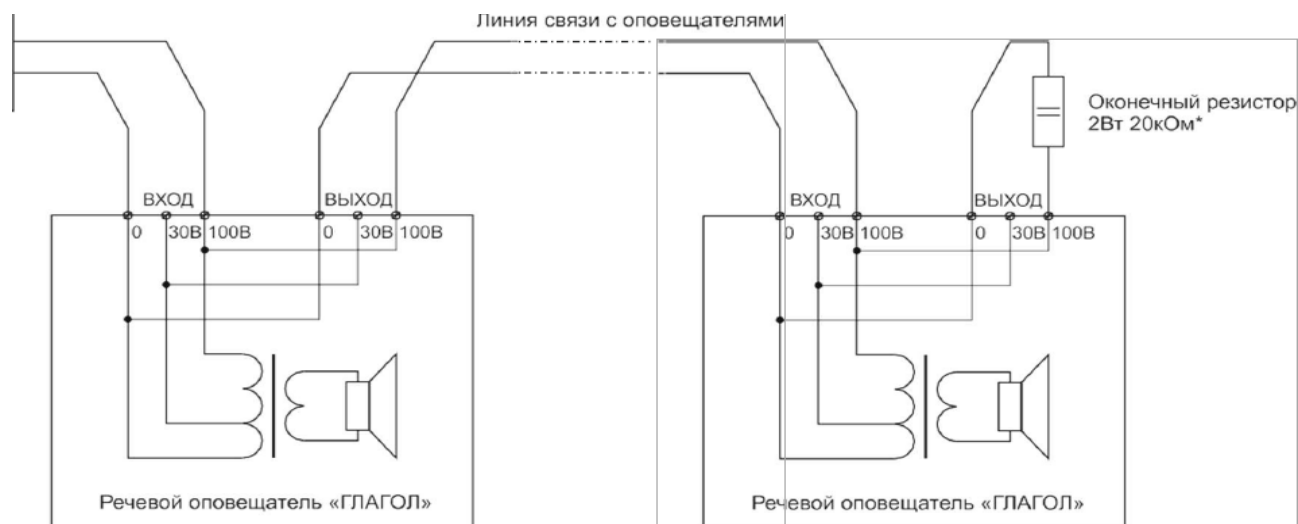 Линия связи с оповещателями
Оконечный резистор
2Вт 20кОм*
ВХОД
ВЫХОД
0
30В
100В
0
30В
100В
ВХОД
ВЫХОД
0
30В
100В
0
30В
100В
Речевой оповещатель «ГЛАГОЛ»
Речевой оповещатель «ГЛАГОЛ»